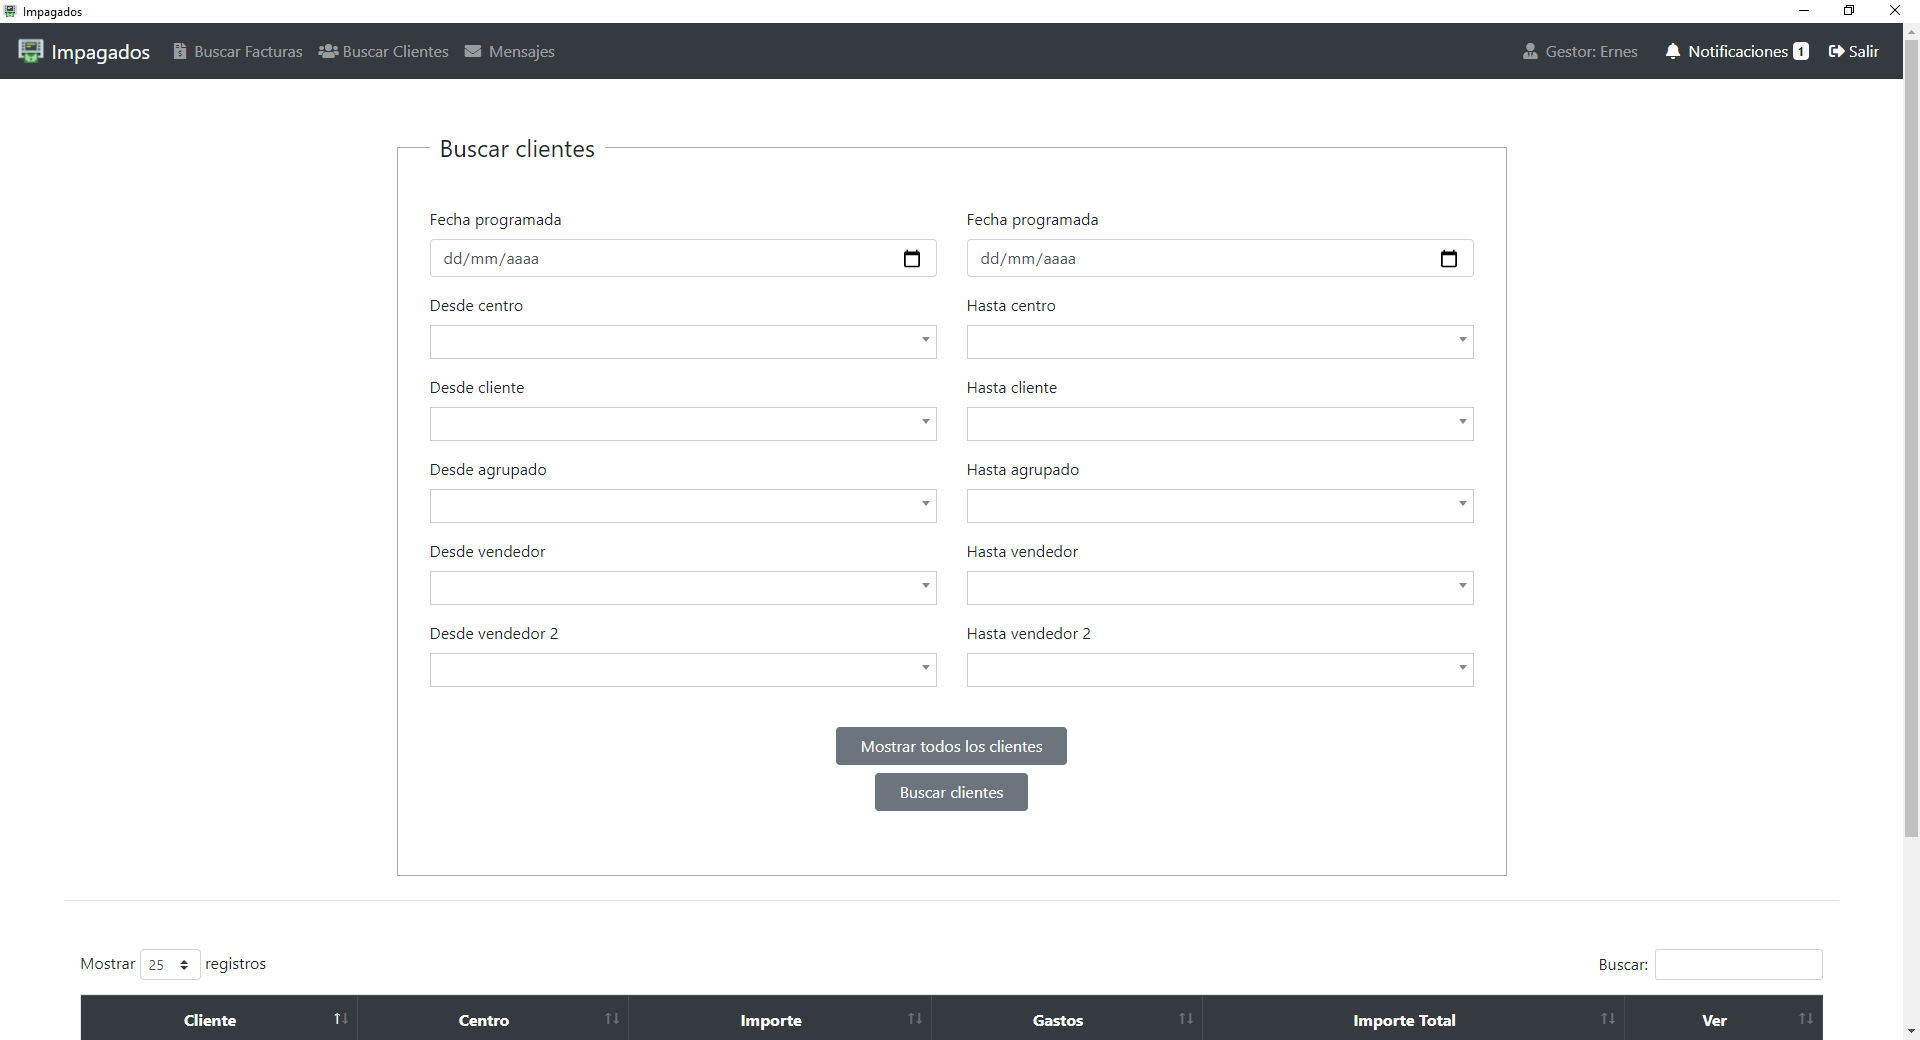 Impagados
Impagados Buscar Facturas Buscar Clientes Mensajes Gestor: Ernes Notificaciones 1 Salir
Buscar clientes
Fecha programada Fecha programada
dd/mm/aaaa dd/mm/aaaa
Desde centro Hasta centro
Desde cliente Hasta cliente
Desde agrupado Hasta agrupado
Desde vendedor Hasta vendedor
Desde vendedor 2 Hasta vendedor 2
Mostrar todos los clientes
Buscar clientes
Mostrar 25 registros Buscar:
Cliente Centro Importe Gastos Importe Total Ver